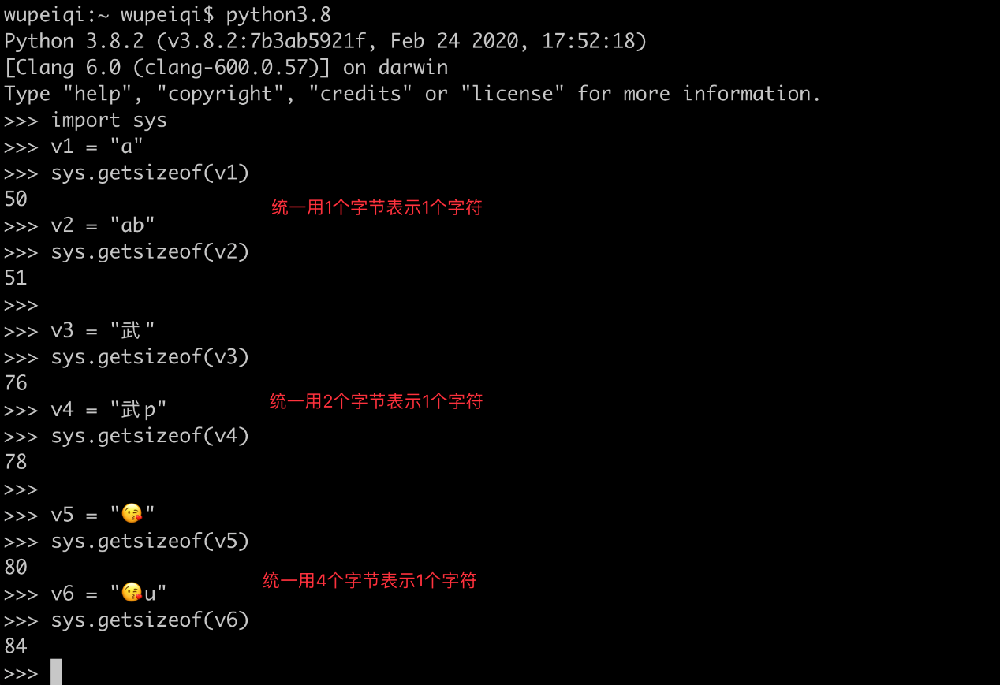 wupeiqi:~ wupeiqi$ python3.8
Python 3.8.2 (v3.8.2:7b3ab5921f, Feb 24 2020, 17:52:18)
[Clang 6.0 (clang-600.0.57)] on darwin
Type "help", "copyright", "credits" or "license" for more information.
>>> import sys
>>> v1 = "a"
>>> sys.getsizeof(v1)
50
统一用1个字节表示1个字符
>>> v2 = "ab"
>>> sys.getsizeof(v2)
51
>>>
>>> v3 = "武"
>>> sys.getsizeof(v3)
76
统一用2个字节表示1个字符
>>> v4 = "武p"
>>> sys.getsizeof(v4)
78
>>>
>>> v5 = "😘"
>>> sys.getsizeof(v5)
80
统一用4个字节表示1个字符
>>> v6 = "😘u"
>>> sys.getsizeof(v6)
84
>>>